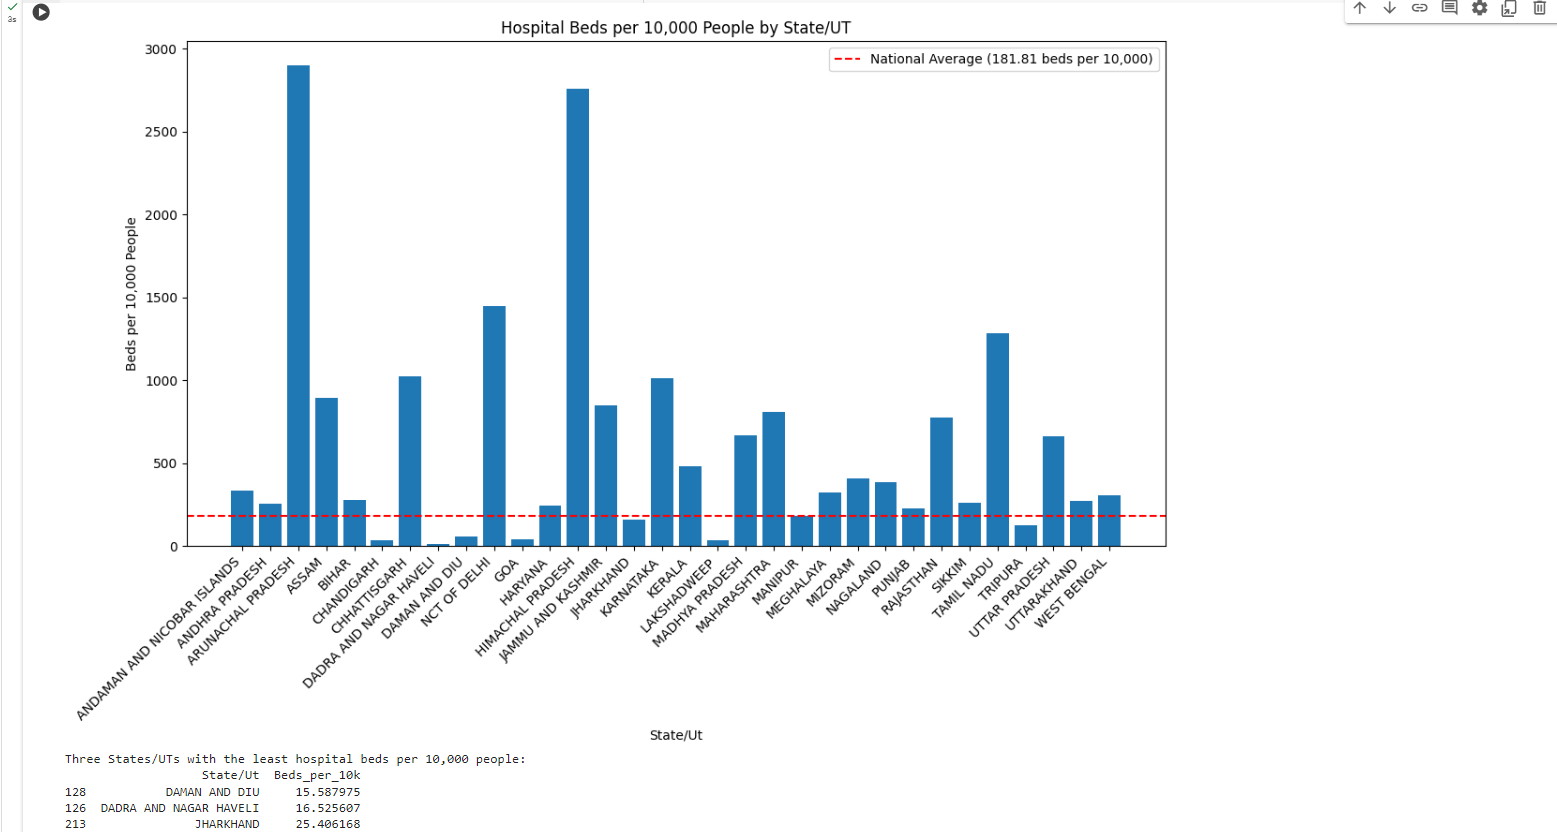 3s
Hospital Beds per 10,000 People by State/UT
National Average (181.81 beds per 10,000)
3000
2500
2000
1500
1000
500
0
Beds per 10,000 People
ANDAMAN AND NICOBAR ISLANDS
ANDHRA PRADESH
ARUNACHAL PRADESH
ASSAM
BIHAR
CHANDIGARH
CHHATTISGARH
DADRA AND NAGAR HAVELI
DAMAN AND DIU
NCT OF DELHI
GOA
HARYANA
HIMACHAL PRADESH
JAMMU AND KASHMIR
JHARKHAND
KARNATAKA
KERALA
LAKSHADWEEP
MADHYA PRADESH
MAHARASHTRA
MANIPUR
MEGHALAYA
MIZORAM
NAGALAND
PUNJAB
RAJASTHAN
SIKKIM
TAMIL NADU
TRIPURA
UTTAR PRADESH
UTTARAKHAND
WEST BENGAL
State/Ut
Three States/UTs with the least hospital beds per 10,000 people:
State/Ut Beds_per_10k
128 DAMAN AND DIU 15.587975
126 DADRA AND NAGAR HAVELI 16.525607
213 JHARKHAND 25.406168